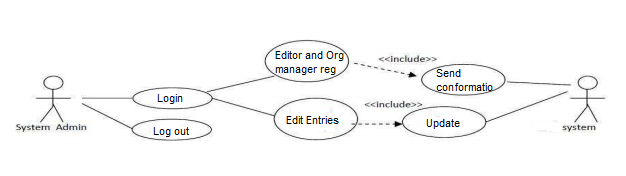 Editor and Org
manager reg
<<include>>
Send
conformatio
Login
<<include>>
System Admin
Log out
Edit Entries
Update
system